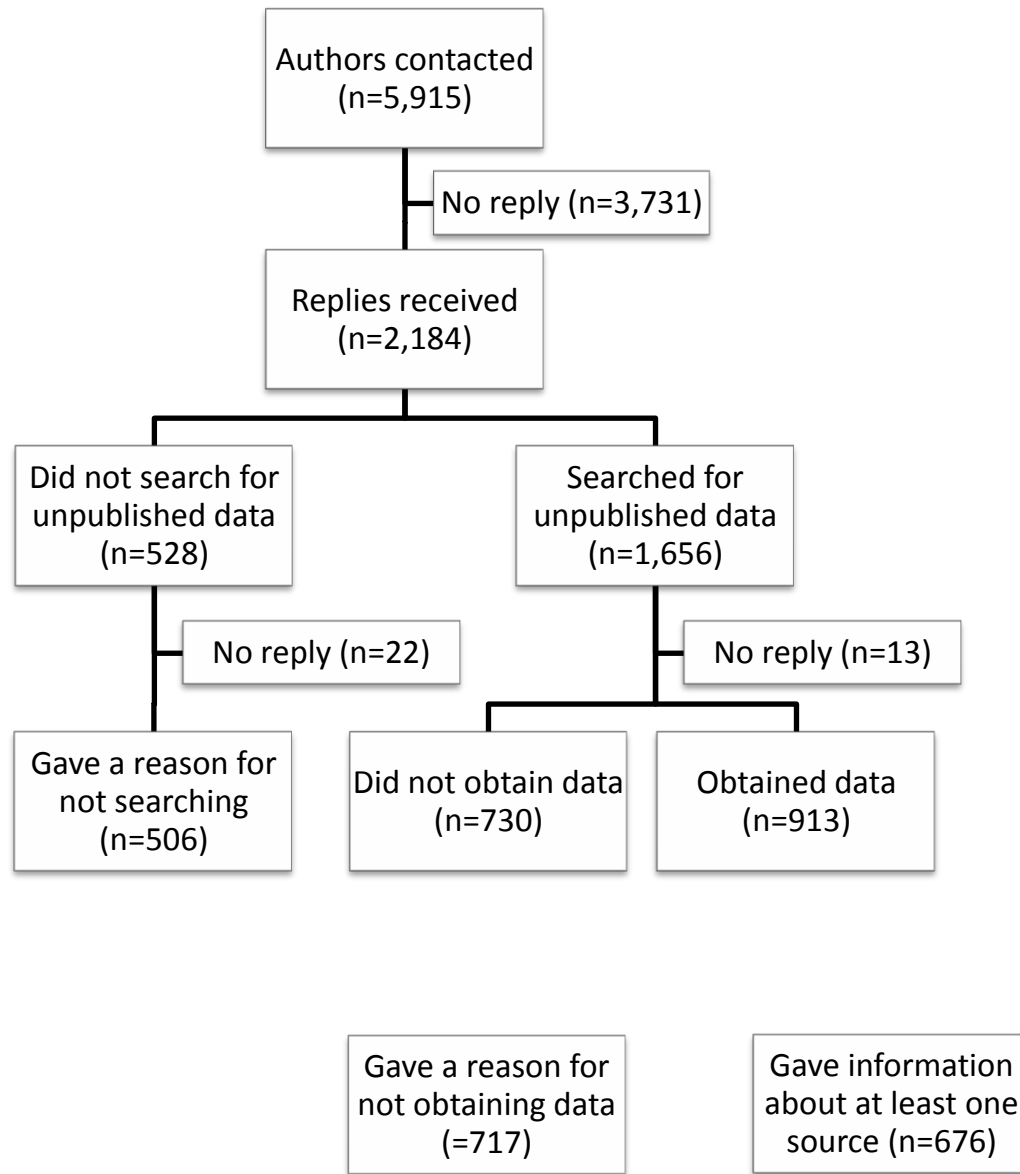 Authors contacted
(n=5,915)
No reply (n=3,731)
Replies received
(n=2,184)
Did not search for
unpublished data
(n=528)
Searched for
unpublished data
(n=1,656)
No reply (n=22)
No reply (n=13)
Gave a reason for
not searching
(n=506)
Did not obtain data
(n=730)
Obtained data
(n=913)
Gave a reason for
not obtaining data
(=717)
Gave information
about at least one
source (n=676)